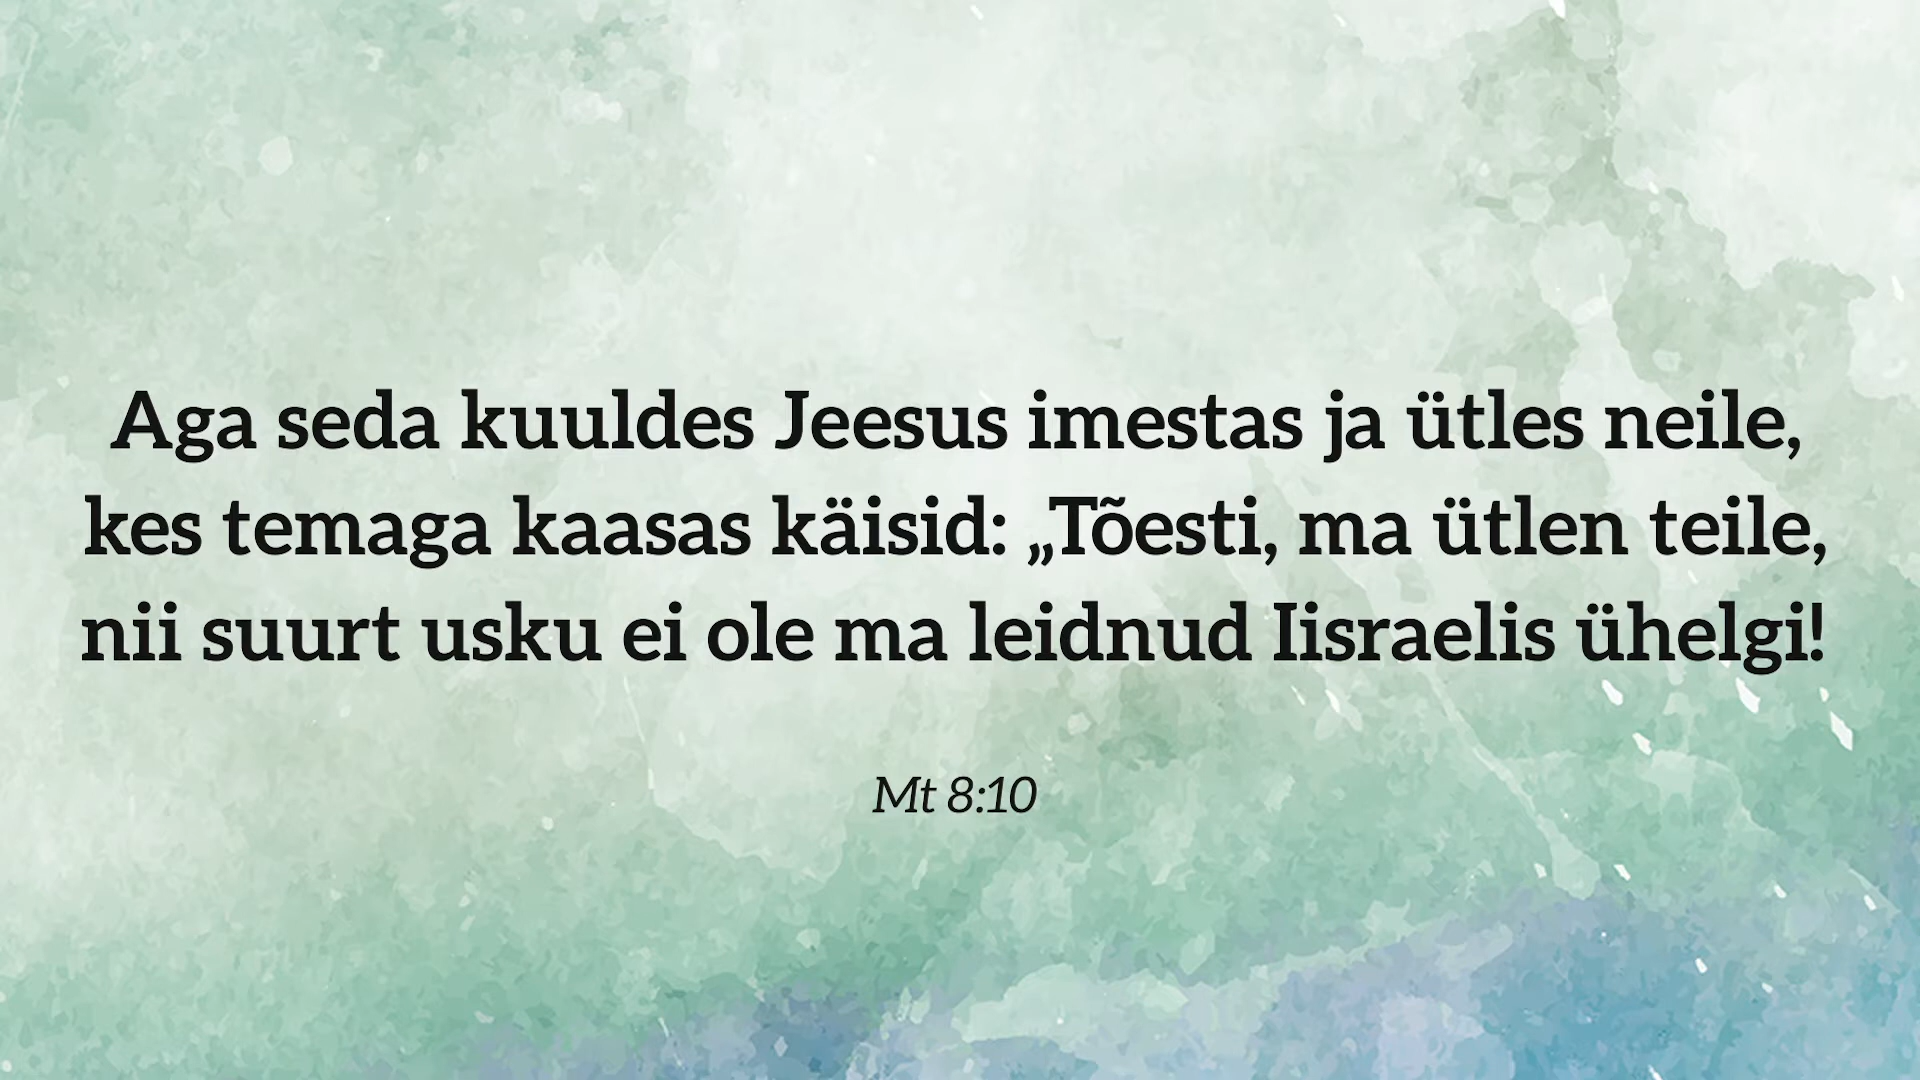 Aga seda kuuldes Jeesus imestas ja ütles neile,
kes temaga kaasas käisid: „Tõesti, ma ütlen teile,
nii suurt usku ei ole ma leidnud Iisraelis ühelgi!
Mt 8:10